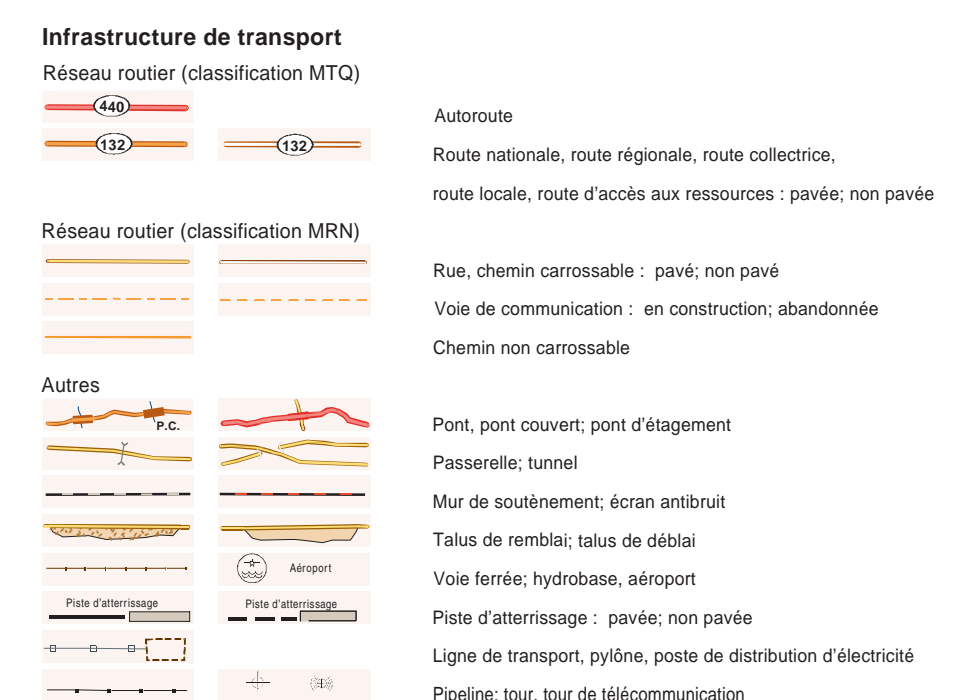 Infrastructure de transport
Réseau routier (classification MTQ)
440
Autoroute
132 132
Route nationale, route régionale, route collectrice,
route locale, route d'accès aux ressources : pavée; non pavée
Réseau routier (classification MRN)
Rue, chemin carrossable : pavé; non pavé
Voie de communication : en construction; abandonnée
Chemin non carrossable
Autres
P.C.
Pont, pont couvert; pont d'étagement
Passerelle; tunnel
Mur de soutènement; écran antibruit
Talus de remblai; talus de déblai
Aéroport
Voie ferrée; hydrobase, aéroport
Piste d'atterrissage Piste d'atterrissage
Piste d'atterrissage : pavée; non pavée
Ligne de transport, pylône, poste de distribution d'électricité
Pipeline; tour, tour de télécommunication